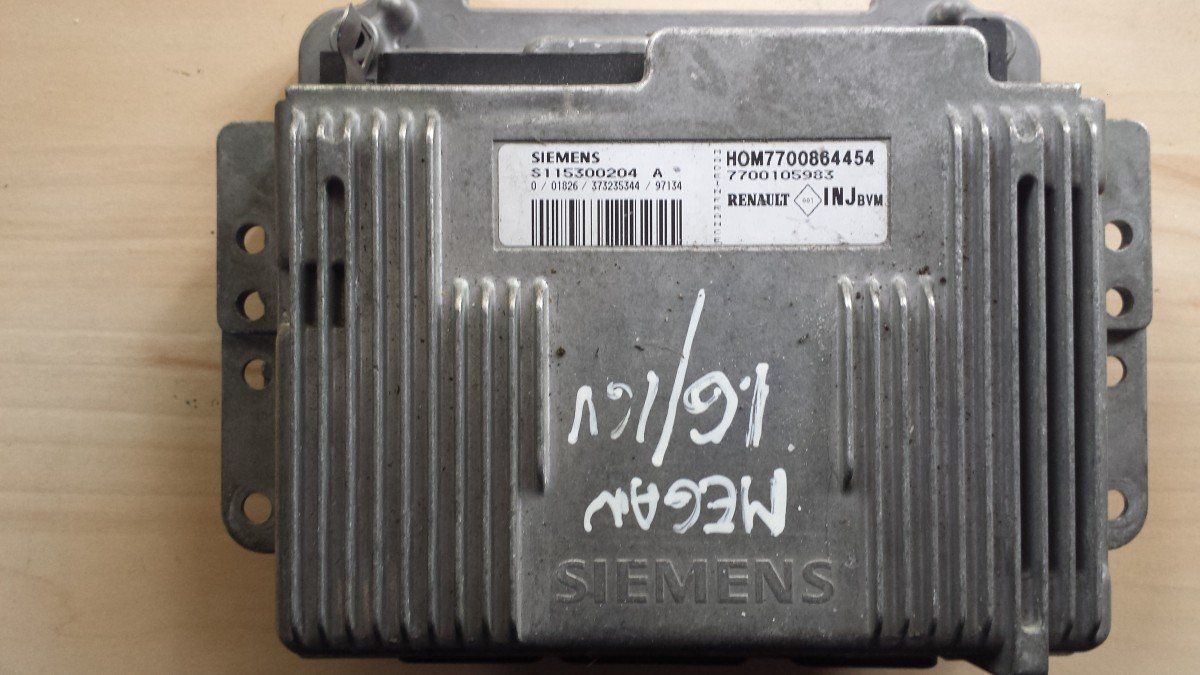 SIEMENS
S115300204 A
0 / 01826 / 373235344 / 97134
HOM7700864454
7700105983
RENAULT INJ BVM
MEGAN
1.6/16V
SIEMENS